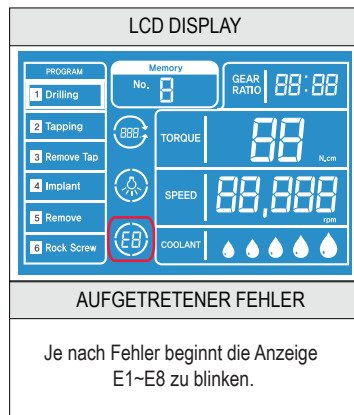 LCD DISPLAY
PROGRAM
1 Drilling
2 Tapping
3 Remove Tap
4 Implant
5 Remove
6 Rock Screw
Memory
No. 8
GEAR RATIO 88:88
888
TORQUE 88 N.cm
SPEED 88,888 rpm
E8
COOLANT
AUFGETRETENER FEHLER
Je nach Fehler beginnt die Anzeige
E1~E8 zu blinken.